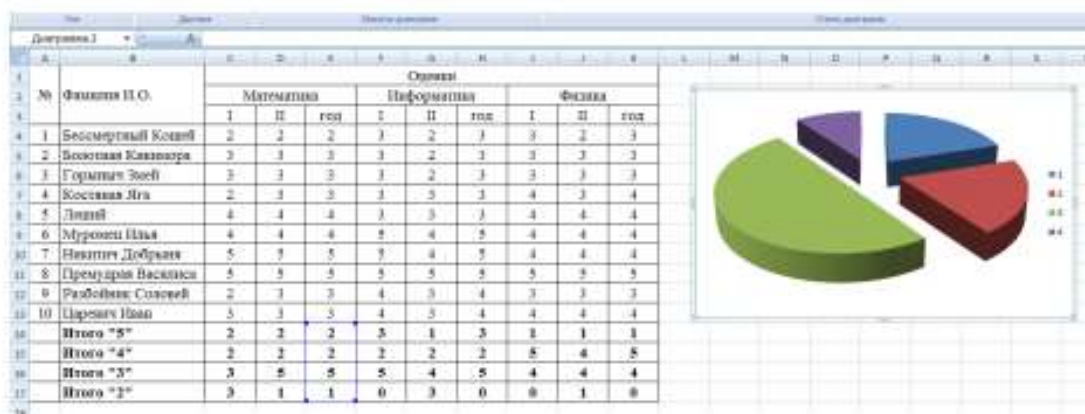 Диаграмма 1
Оценки
№ Фамилия И.О. Математика Информатика Физика
I II год I II год I II год
1 Бессмертный Кощей 2 2 2 3 2 3 3 2 3
2 Болотная Кикимора 3 3 3 3 2 3 3 3 3
3 Горыныч Змей 3 3 3 3 2 3 3 3 3
4 Костяная Яга 2 3 3 3 3 3 4 3 4
5 Леший 4 4 4 3 3 3 4 4 4
6 Муромец Илья 4 4 4 5 4 5 4 4 4
7 Никитич Добрыня 5 5 5 5 4 5 4 4 4
8 Премудрая Василиса 5 5 5 5 5 5 5 5 5
9 Разбойник Соловей 2 3 3 4 3 4 3 3 3
10 Царевич Иван 3 3 3 4 3 4 4 4 4
Итого "5" 2 2 2 3 1 3 1 1 1
Итого "4" 2 2 2 2 2 2 5 4 5
Итого "3" 3 5 5 5 4 5 4 4 4
Итого "2" 3 1 1 0 3 0 0 1 0